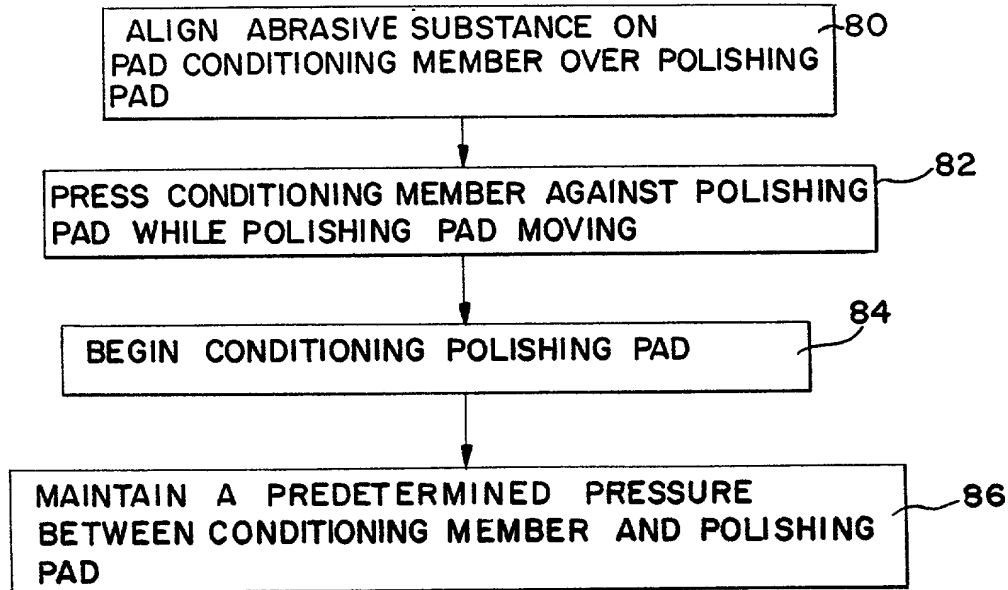 ALIGN ABRASIVE SUBSTANCE ON
PAD CONDITIONING MEMBER OVER POLISHING
PAD
80
PRESS CONDITIONING MEMBER AGAINST POLISHING
PAD WHILE POLISHING PAD MOVING
82
BEGIN CONDITIONING POLISHING PAD
84
MAINTAIN A PREDETERMINED PRESSURE
BETWEEN CONDITIONING MEMBER AND POLISHING
PAD
86